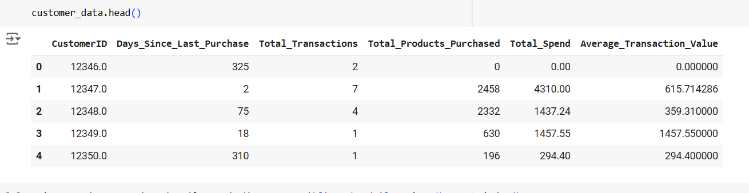 customer_data.head()
CustomerID Days_Since_Last_Purchase Total_Transactions Total_Products_Purchased Total_Spend Average_Transaction_Value
0 12346.0 325 2 0 0.00 0.000000
1 12347.0 2 7 2458 4310.00 615.714286
2 12348.0 75 4 2332 1437.24 359.310000
3 12349.0 18 1 630 1457.55 1457.550000
4 12350.0 310 1 196 294.40 294.400000